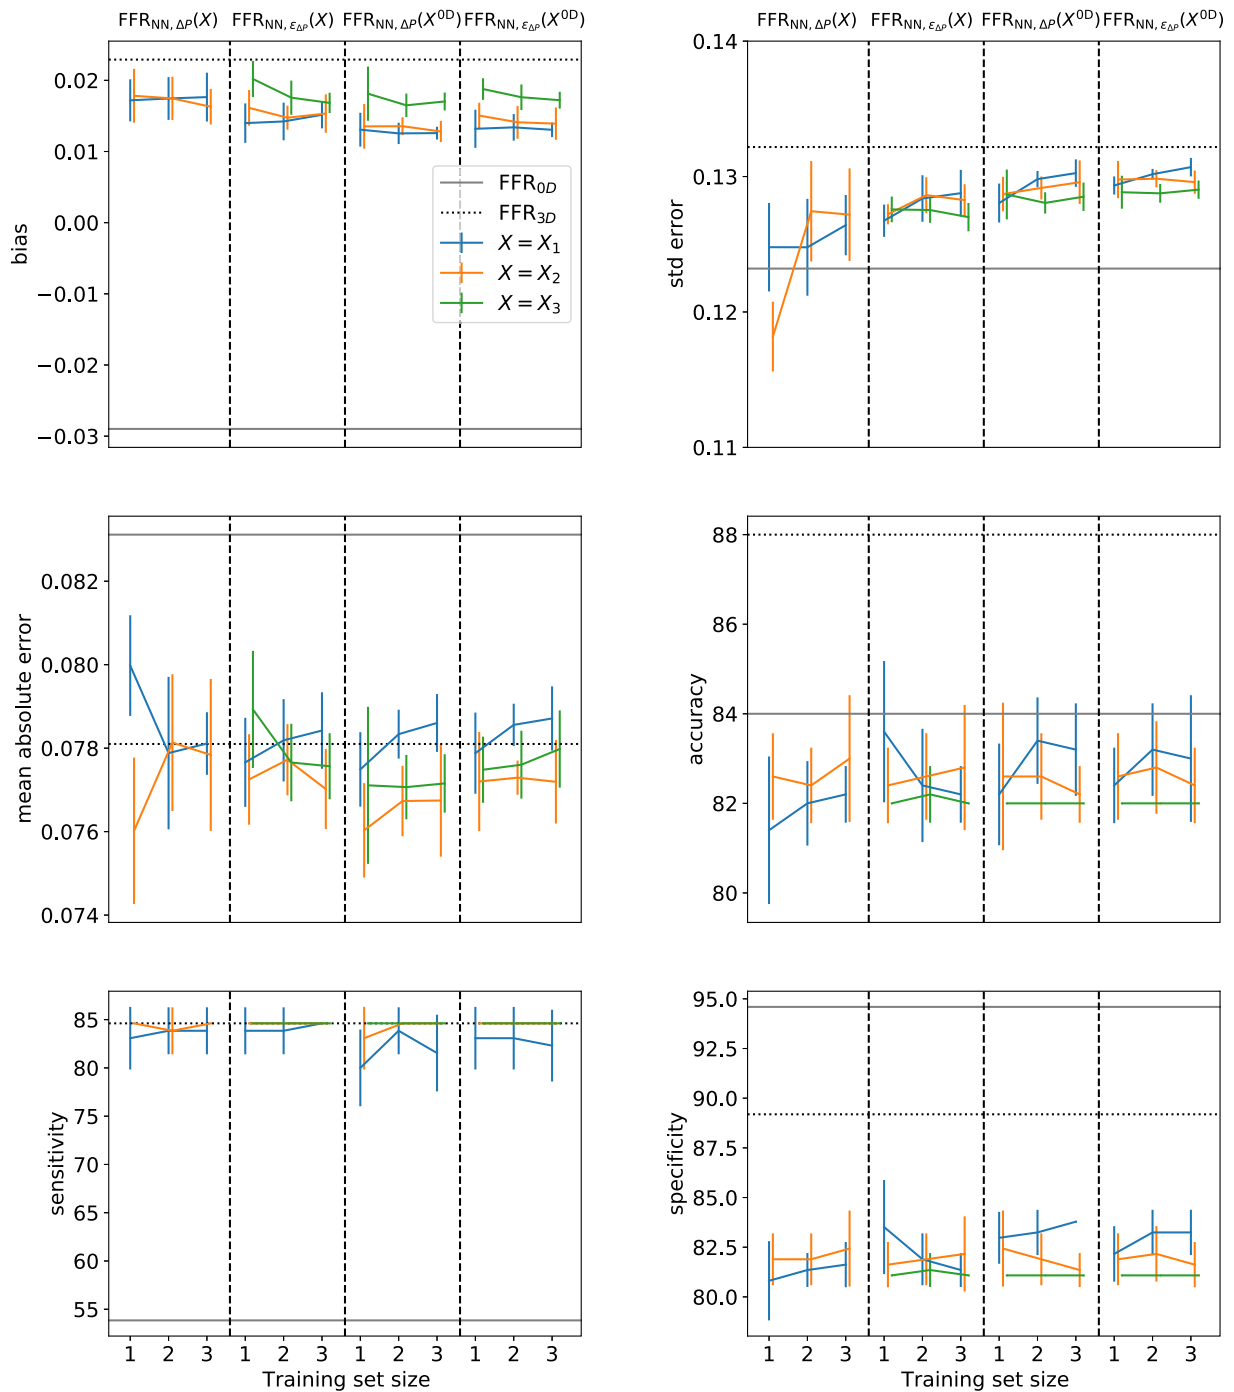 FFR_NN, ΔP(X) FFR_NN, ε_ΔP(X) FFR_NN, ΔP(X^0D) FFR_NN, ε_ΔP(X^0D)
0.02
0.01
0.00
−0.01
−0.02
−0.03
bias
FFR_0D
FFR_3D
X = X_1
X = X_2
X = X_3
FFR_NN, ΔP(X) FFR_NN, ε_ΔP(X) FFR_NN, ΔP(X^0D) FFR_NN, ε_ΔP(X^0D)
0.14
0.13
0.12
0.11
std error
0.082
0.080
0.078
0.076
0.074
mean absolute error
88
86
84
82
80
accuracy
85
80
75
70
65
60
55
sensitivity
1 2 3 1 2 3 1 2 3 1 2 3
Training set size
95.0
92.5
90.0
87.5
85.0
82.5
80.0
specificity
1 2 3 1 2 3 1 2 3 1 2 3
Training set size